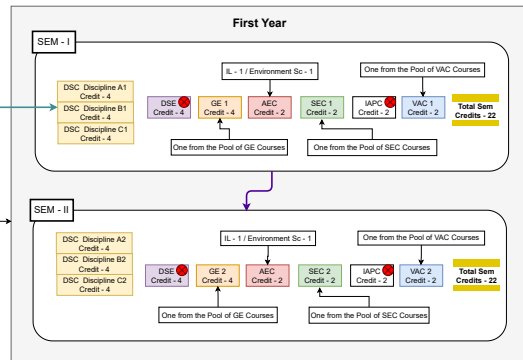 First Year
SEM - I
IL - 1 / Environment Sc - 1
One from the Pool of VAC Courses
DSC Discipline A1
Credit - 4
DSC Discipline B1
Credit - 4
DSC Discipline C1
Credit - 4
DSE
Credit - 4
GE 1
Credit - 4
AEC
Credit - 2
SEC 1
Credit - 2
IAPC
Credit - 2
VAC 1
Credit - 2
Total Sem
Credits - 22
One from the Pool of GE Courses
One from the Pool of SEC Courses
SEM - II
IL - 1 / Environment Sc - 1
One from the Pool of VAC Courses
DSC Discipline A2
Credit - 4
DSC Discipline B2
Credit - 4
DSC Discipline C2
Credit - 4
DSE
Credit - 4
GE 2
Credit - 4
AEC
Credit - 2
SEC 2
Credit - 2
IAPC
Credit - 2
VAC 2
Credit - 2
Total Sem
Credits - 22
One from the Pool of GE Courses
One from the Pool of SEC Courses